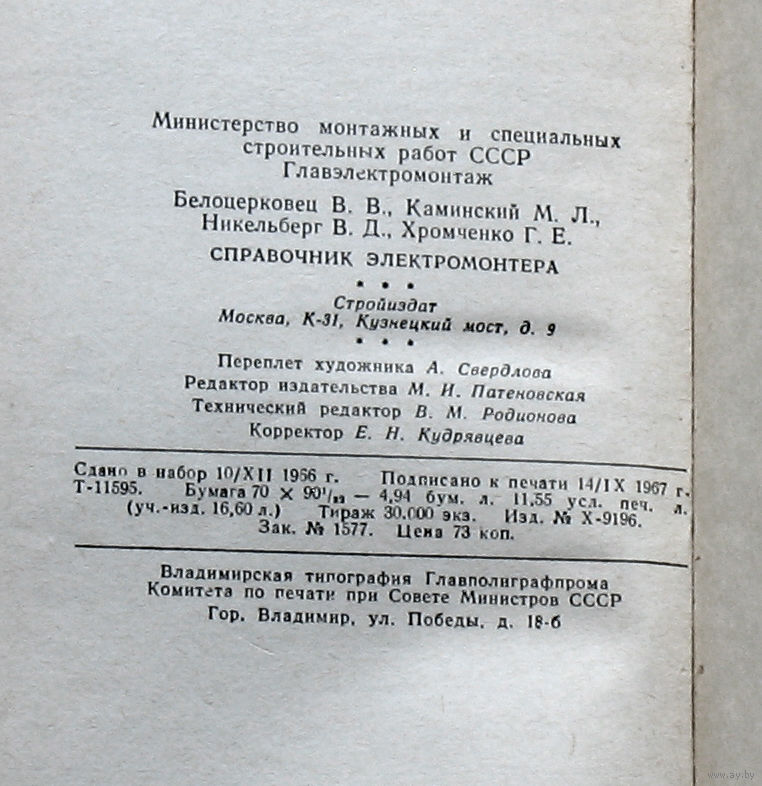 Министерство монтажных и специальных
строительных работ СССР
Главэлектромонтаж
Белоцерковец В. В., Каминский М. Л.,
Никельберг В. Д., Хромченко Г. Е.
СПРАВОЧНИК ЭЛЕКТРОМОНТЕРА
• • •
Стройиздат
Москва, К-31, Кузнецкий мост, д. 9
• • •
Переплет художника А. Свердлова
Редактор издательства М. И. Патеновская
Технический редактор В. М. Родионова
Корректор Е. Н. Кудрявцева
Сдано в набор 10/XII 1966 г. Подписано к печати 14/IX 1967 г.
Т-11595. Бумага 70 × 90¹/₃₂ — 4,94 бум. л. 11,55 усл. печ. л.
(уч.-изд. 16,60 л.) Тираж 30.000 экз. Изд. № X-9196.
Зак. № 1577. Цена 73 коп.
Владимирская типография Главполиграфпрома
Комитета по печати при Совете Министров СССР
Гор. Владимир, ул. Победы, д. 18-б
www.ay.by